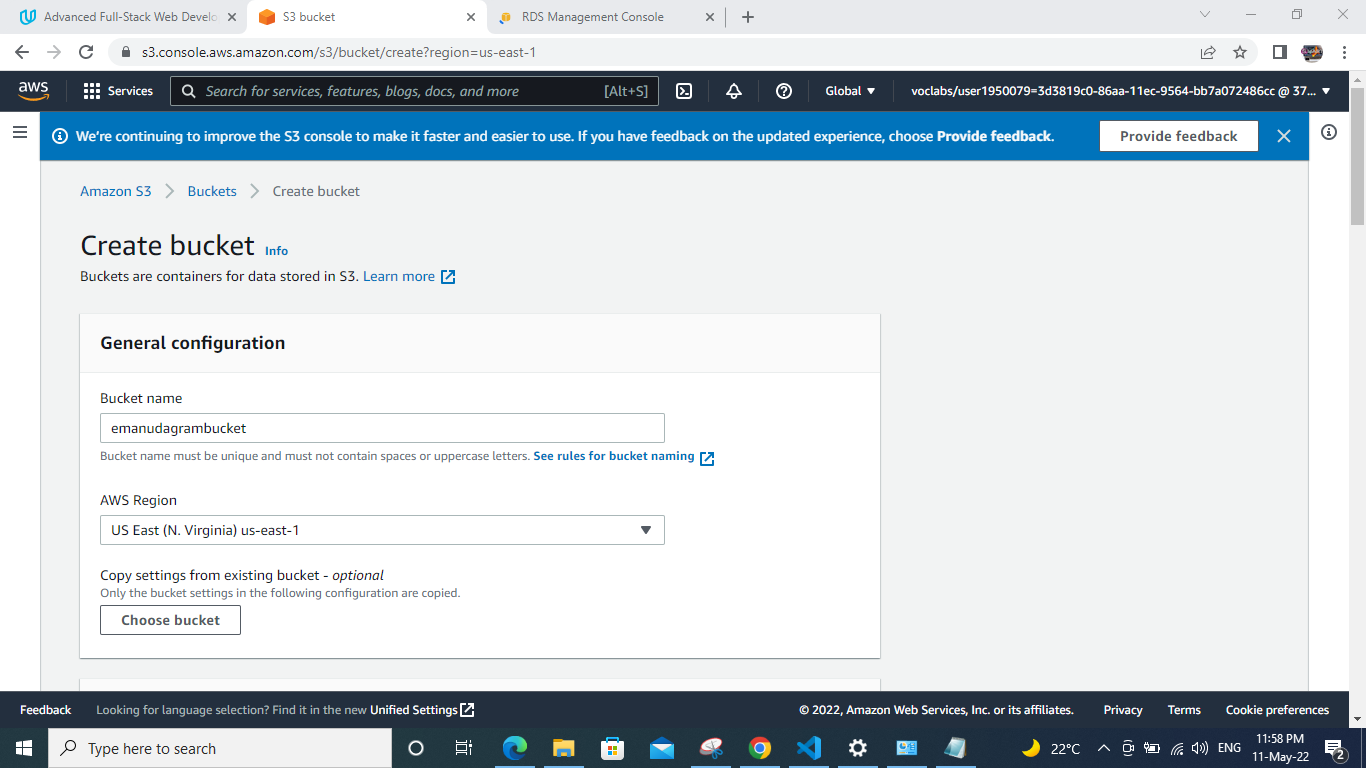 Advanced Full-Stack Web Develo
S3 bucket
RDS Management Console
s3.console.aws.amazon.com/s3/bucket/create?region=us-east-1
aws
Services
Search for services, features, blogs, docs, and more
[Alt+S]
Global
voclabs/user1950079=3d3819c0-86aa-11ec-9564-bb7a072486cc @ 37...
We're continuing to improve the S3 console to make it faster and easier to use. If you have feedback on the updated experience, choose Provide feedback.
Provide feedback
Amazon S3
Buckets
Create bucket
Create bucket
Info
Buckets are containers for data stored in S3. Learn more
General configuration
Bucket name
emanudagrambucket
Bucket name must be unique and must not contain spaces or uppercase letters. See rules for bucket naming
AWS Region
US East (N. Virginia) us-east-1
Copy settings from existing bucket - optional
Only the bucket settings in the following configuration are copied.
Choose bucket
Feedback
Looking for language selection? Find it in the new Unified Settings
© 2022, Amazon Web Services, Inc. or its affiliates.
Privacy
Terms
Cookie preferences
Type here to search
22°C
ENG
11:58 PM
11-May-22
2